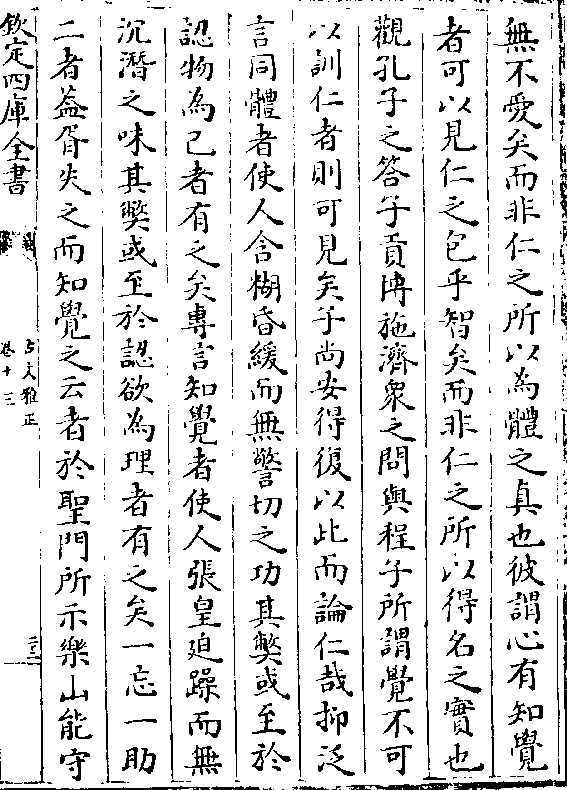 無不愛矣而非仁之所以為體之真也彼謂心有知覺
者可以見仁之包乎智矣而非仁之所以得名之實也
觀孔子之答子貢博施濟衆之問與程子所謂覺不可
以訓仁者則可見矣子尚安得復以此而論仁哉抑泛
言同體者使人含糊昏緩而無警切之功其弊或至於
認物為己者有之矣專言知覺者使人張皇迫躁而無
沉潛之味其弊或至於認欲為理者有之矣一忘一助
二者蓋胥失之而知覺之云者於聖門所示樂山能守
欽定四庫全書
古文雅正
卷十三